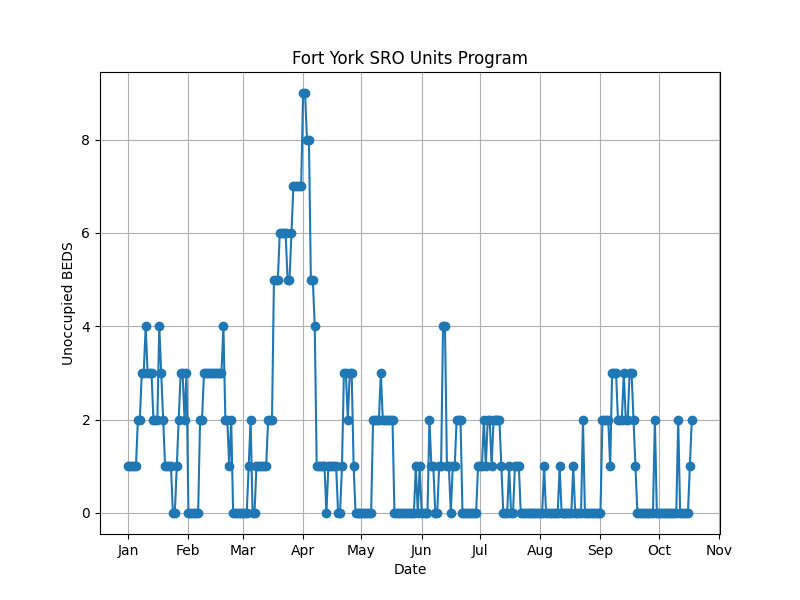 Fort York SRO Units Program
8
6
4
2
0
Unoccupied BEDS
Jan Feb Mar Apr May Jun Jul Aug Sep Oct Nov
Date